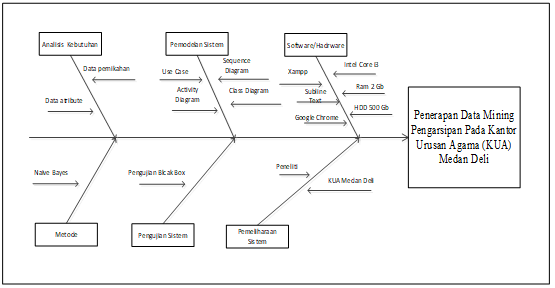 Analisis Kebutuhan
Pemodelan Sistem
Software/Hadrware
Data pernikahan
Data attribute
Use Case
Sequence
Diagram
Activity
Diagram
Class Diagram
Xampp
Intel Core I3
Subline
Text
Ram 2 Gb
HDD 500 Gb
Google Chrome
Penerapan Data Mining
Pengarsipan Pada Kantor
Urusan Agama (KUA)
Medan Deli
Naive Bayes
Pengujian BlcakBox
Peneliti
KUA Medan Deli
Metode
Pengujian Sistem
Pemeliharaan
Sistem